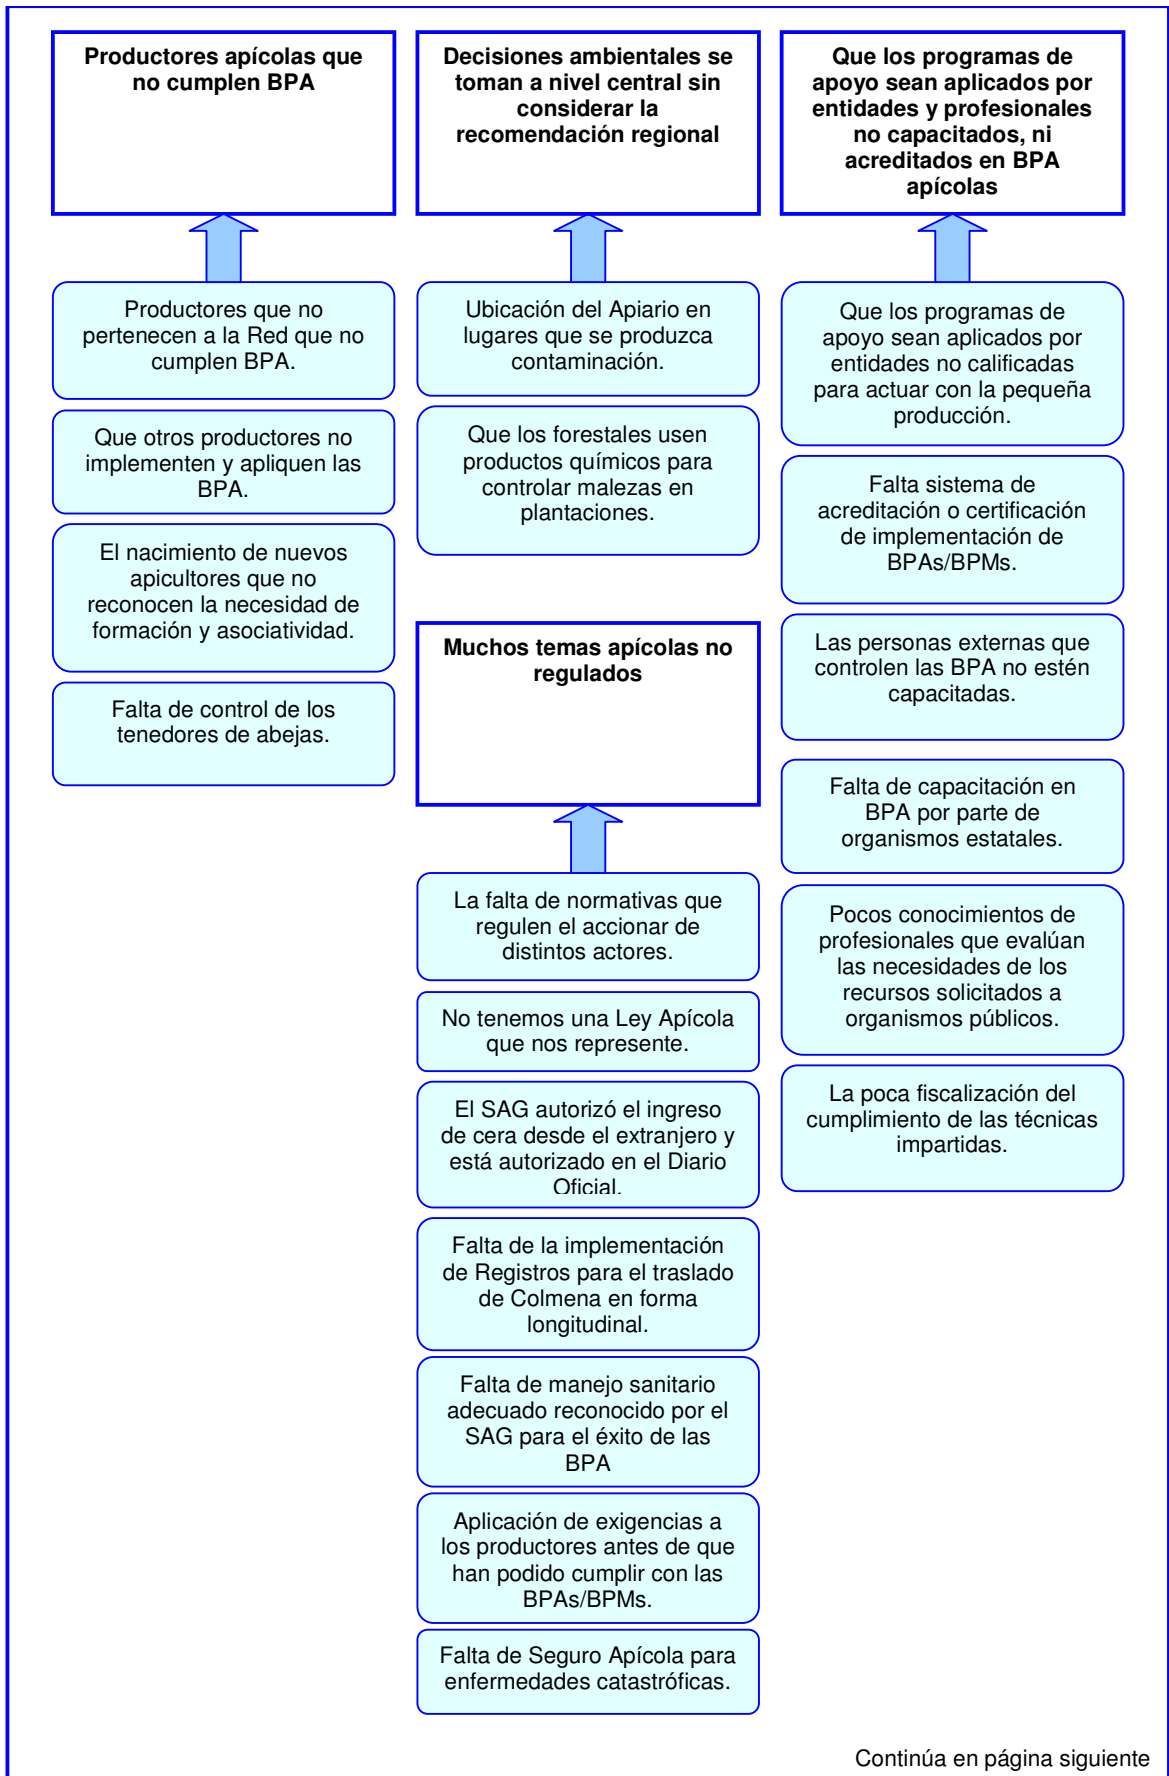 Productores apícolas que
no cumplen BPA
Productores que no
pertenecen a la Red que no
cumplen BPA.
Que otros productores no
implementen y apliquen las
BPA.
El nacimiento de nuevos
apicultores que no
reconocen la necesidad de
formación y asociatividad.
Falta de control de los
tenedores de abejas.
Decisiones ambientales se
toman a nivel central sin
considerar la
recomendación regional
Ubicación del Apiario en
lugares que se produzca
contaminación.
Que los forestales usen
productos químicos para
controlar malezas en
plantaciones.
Muchos temas apícolas no
regulados
La falta de normativas que
regulen el accionar de
distintos actores.
No tenemos una Ley Apícola
que nos represente.
El SAG autorizó el ingreso
de cera desde el extranjero y
está autorizado en el Diario
Oficial.
Falta de la implementación
de Registros para el traslado
de Colmena en forma
longitudinal.
Falta de manejo sanitario
adecuado reconocido por el
SAG para el éxito de las
BPA
Aplicación de exigencias a
los productores antes de que
han podido cumplir con las
BPAs/BPMs.
Falta de Seguro Apícola para
enfermedades catastróficas.
Que los programas de
apoyo sean aplicados por
entidades y profesionales
no capacitados, ni
acreditados en BPA
apícolas
Que los programas de
apoyo sean aplicados por
entidades no calificadas
para actuar con la pequeña
producción.
Falta sistema de
acreditación o certificación
de implementación de
BPAs/BPMs.
Las personas externas que
controlen las BPA no estén
capacitadas.
Falta de capacitación en
BPA por parte de
organismos estatales.
Pocos conocimientos de
profesionales que evalúan
las necesidades de los
recursos solicitados a
organismos públicos.
La poca fiscalización del
cumplimiento de las técnicas
impartidas.
Continúa en página siguiente